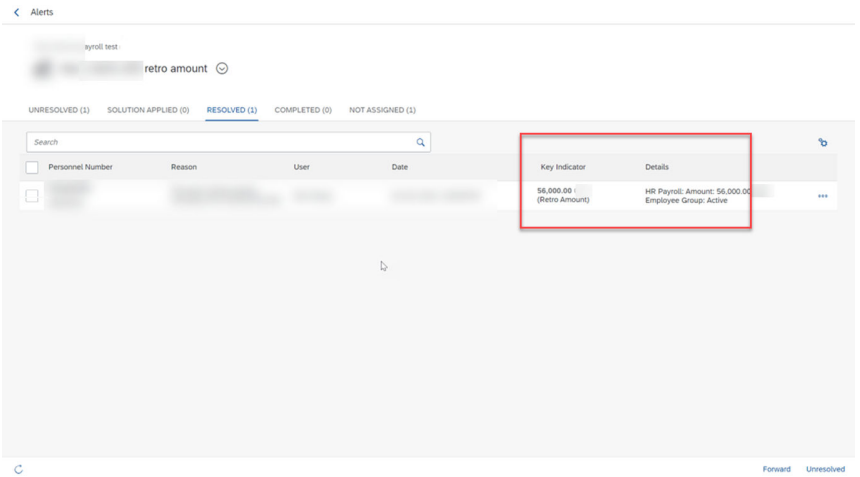 Alerts
ayroll test
retro amount
UNRESOLVED (1) SOLUTION APPLIED (0) RESOLVED (1) COMPLETED (0) NOT ASSIGNED (1)
Search
Personnel Number Reason User Date Key Indicator Details
56,000.00 HR Payroll: Amount: 56,000.00
(Retro Amount) Employee Group: Active
Forward Unresolved